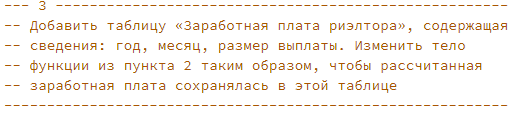 --- 3 --------------------------------------------------------
-- Добавить таблицу «Заработная плата риэлтора», содержащая
-- сведения: год, месяц, размер выплаты. Изменить тело
-- функции из пункта 2 таким образом, чтобы рассчитанная
-- заработная плата сохранялась в этой таблице
--------------------------------------------------------------